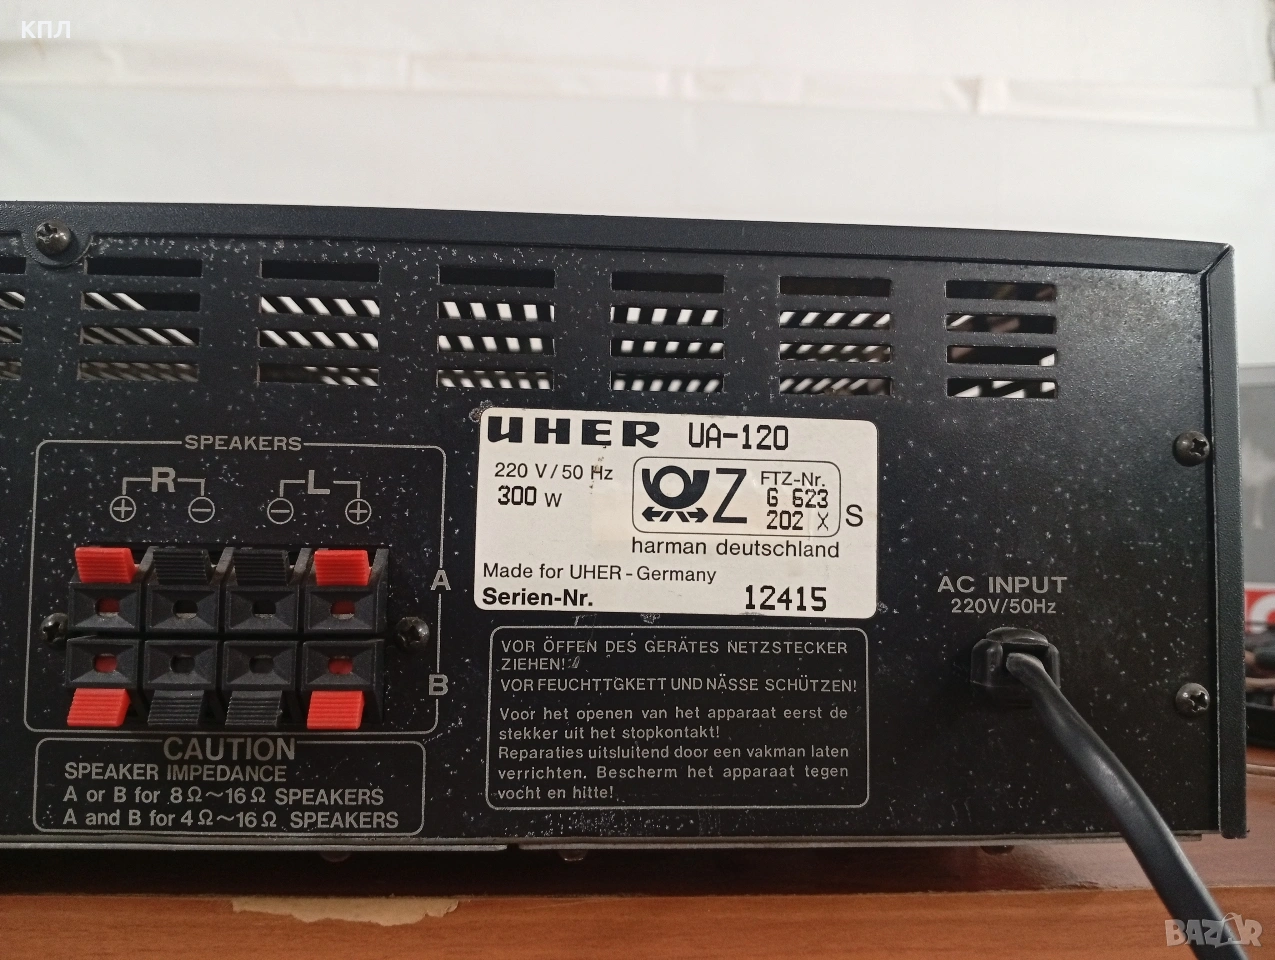 КПЛ
SPEAKERS
R L
+ − − +
A
B
CAUTION
SPEAKER IMPEDANCE
A OR B for 8Ω~16Ω SPEAKERS
A and B for 4Ω~16Ω SPEAKERS
UHER UA-120
220 V/50 Hz
300 W
Z
FTZ-Nr.
G 623
202 X
S
harman deutschland
Made for UHER-Germany
Serien-Nr. 12415
VOR ÖFFEN DES GERÄTES NETZSTECKER
ZIEHEN!
VOR FEUCHTTGKETT UND NÄSSE SCHÜTZEN!
Voor het openen van het apparaat eerst de
stekker uit het stopkontakt!
Reparaties uitsluitend door een vakman laten
verrichten. Bescherm het apparaat tegen
vocht en hitte!
AC INPUT
220V/50Hz
BAZAR